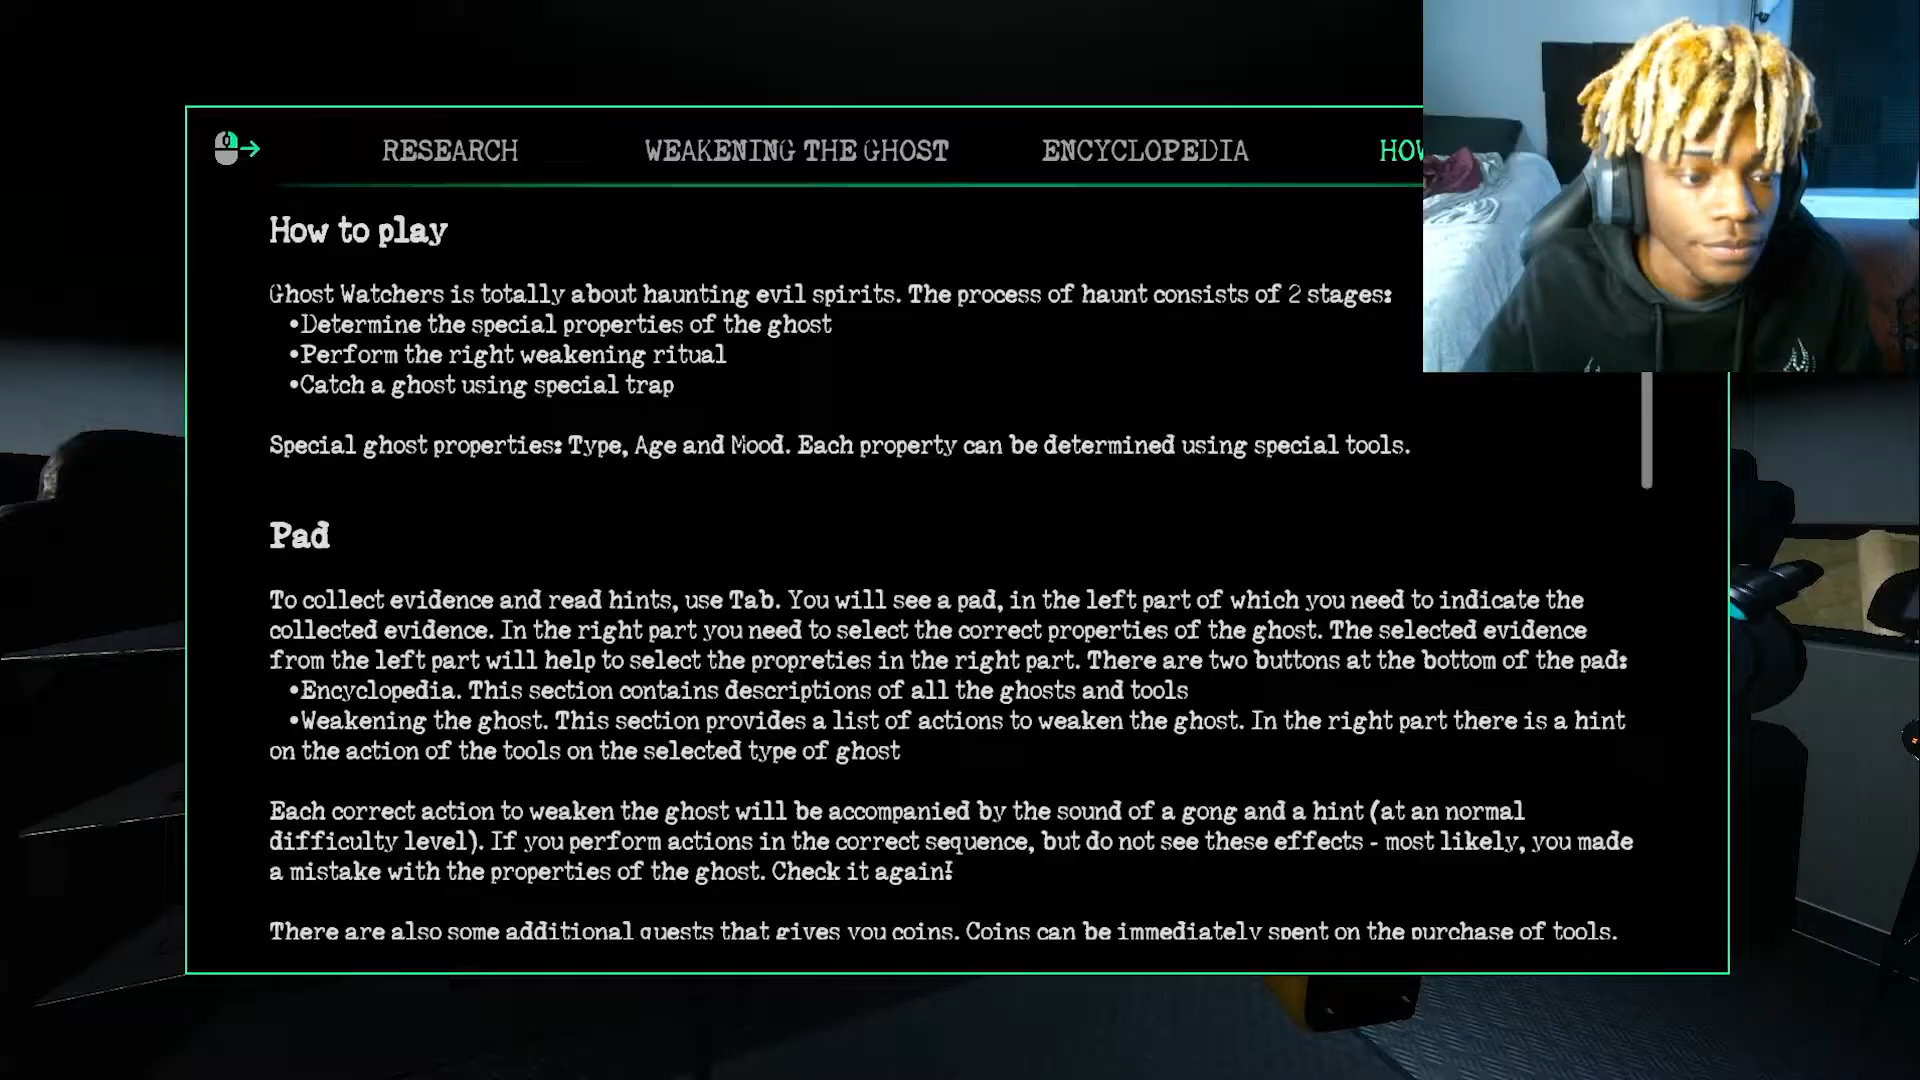 RESEARCH WEAKENING THE GHOST ENCYCLOPEDIA HOW
How to play
Ghost Watchers is totally about haunting evil spirits. The process of haunt consists of 2 stages:
•Determine the special properties of the ghost
•Perform the right weakening ritual
•Catch a ghost using special trap
Special ghost properties: Type, Age and Mood. Each property can be determined using special tools.
Pad
To collect evidence and read hints, use Tab. You will see a pad, in the left part of which you need to indicate the
collected evidence. In the right part you need to select the correct properties of the ghost. The selected evidence
from the left part will help to select the propreties in the right part. There are two buttons at the bottom of the pad:
•Encyclopedia. This section contains descriptions of all the ghosts and tools
•Weakening the ghost. This section provides a list of actions to weaken the ghost. In the right part there is a hint
on the action of the tools on the selected type of ghost
Each correct action to weaken the ghost will be accompanied by the sound of a gong and a hint (at an normal
difficulty level). If you perform actions in the correct sequence, but do not see these effects - most likely, you made
a mistake with the properties of the ghost. Check it again!
There are also some additional quests that gives you coins. Coins can be immediately spent on the purchase of tools.